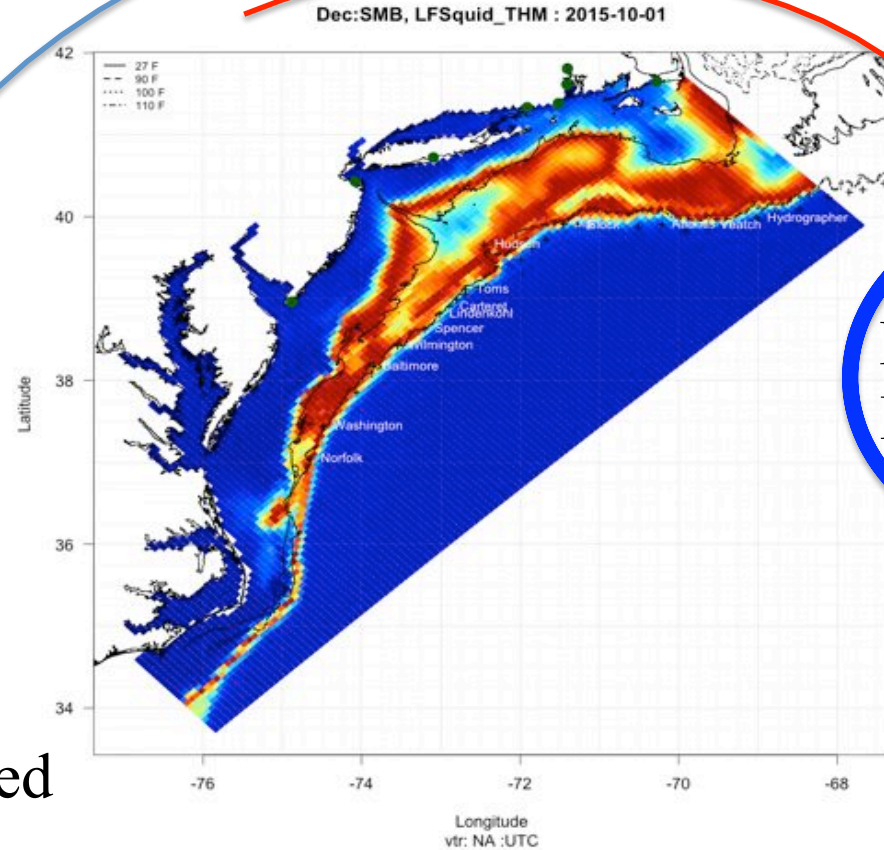 Dec:SMB, LFSquid_THM : 2015-10-01
42
27 F
90 F
100 F
110 F
40
Hydrographer
Block
Atlantis Veatch
Hudson
Toms
Carteret
Lindenkohl
Spencer
Wilmington
38
Baltimore
Washington
Norfolk
Latitude
36
34
ed
-76
-74
-72
-70
-68
Longitude
vtr: NA :UTC